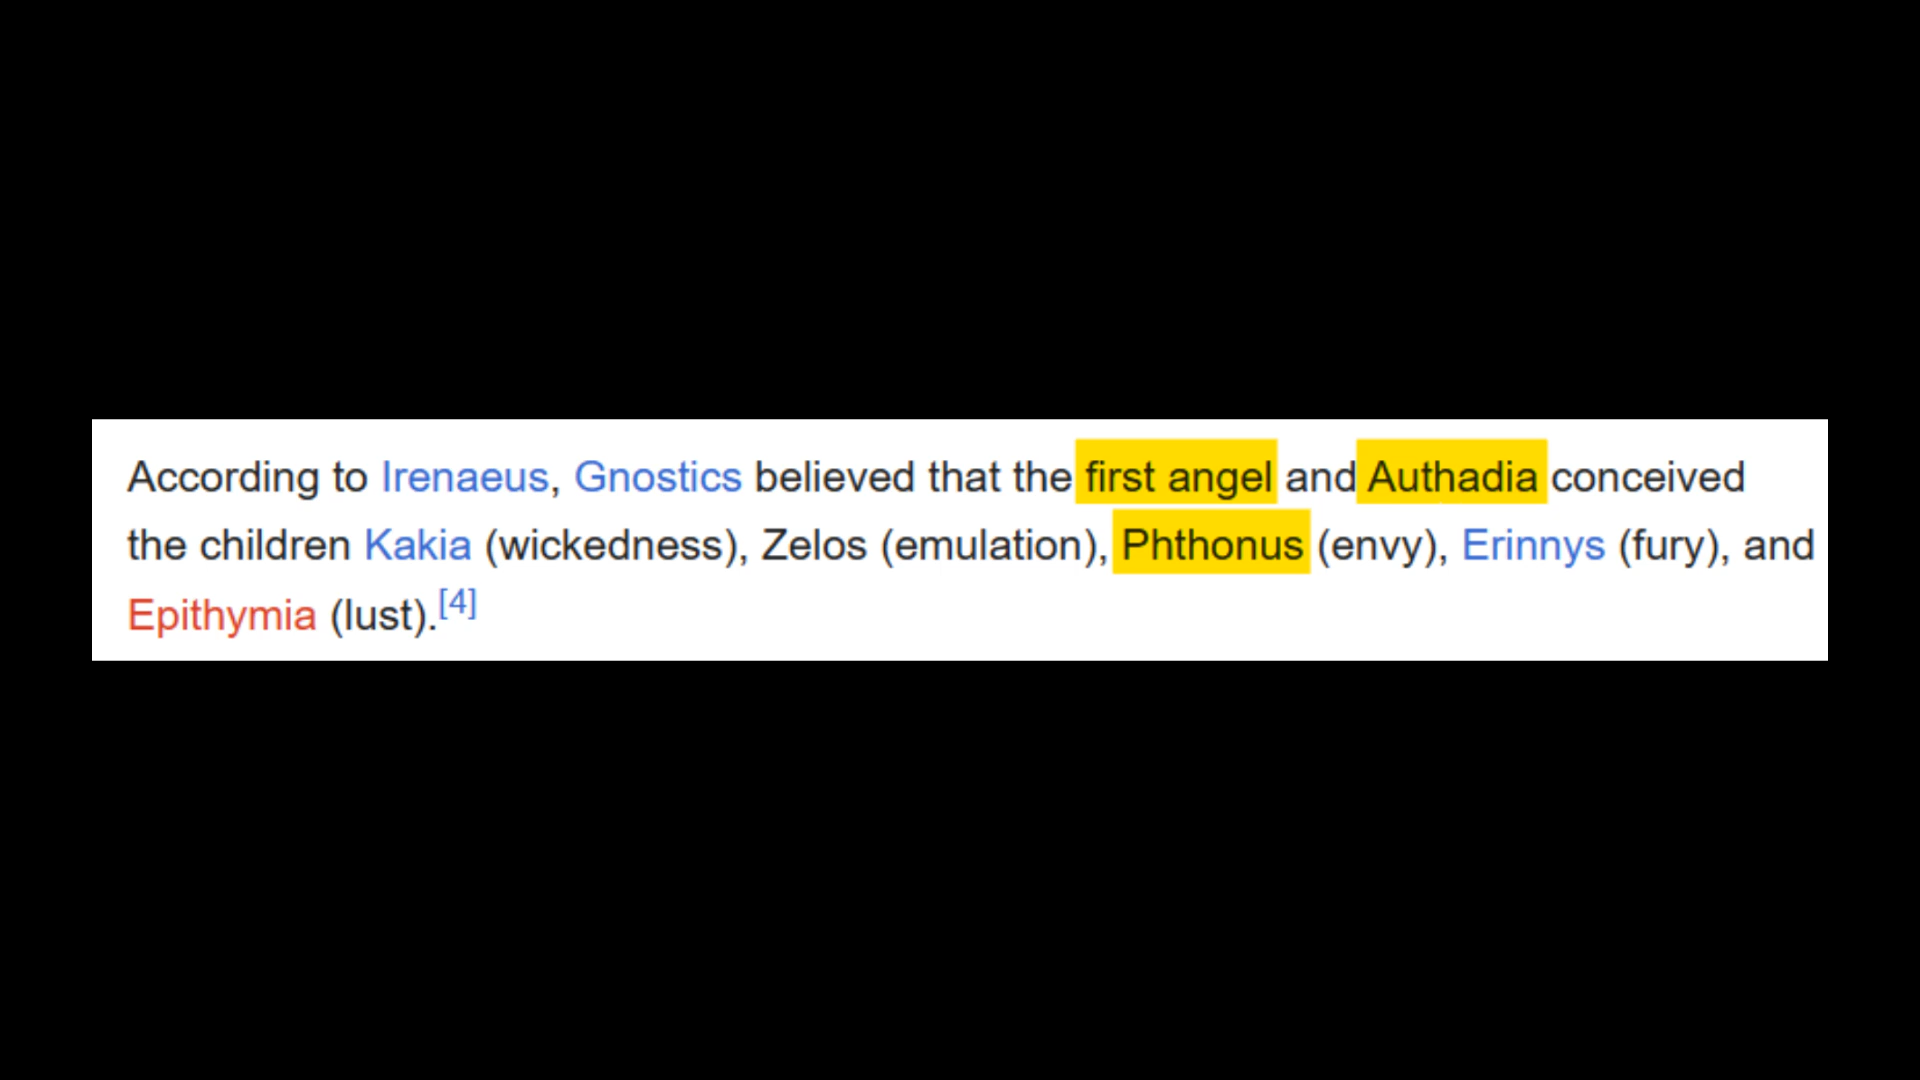 According to Irenaeus, Gnostics believed that the first angel and Authadia conceived
the children Kakia (wickedness), Zelos (emulation), Phthonus (envy), Erinnys (fury), and
Epithymia (lust).[4]